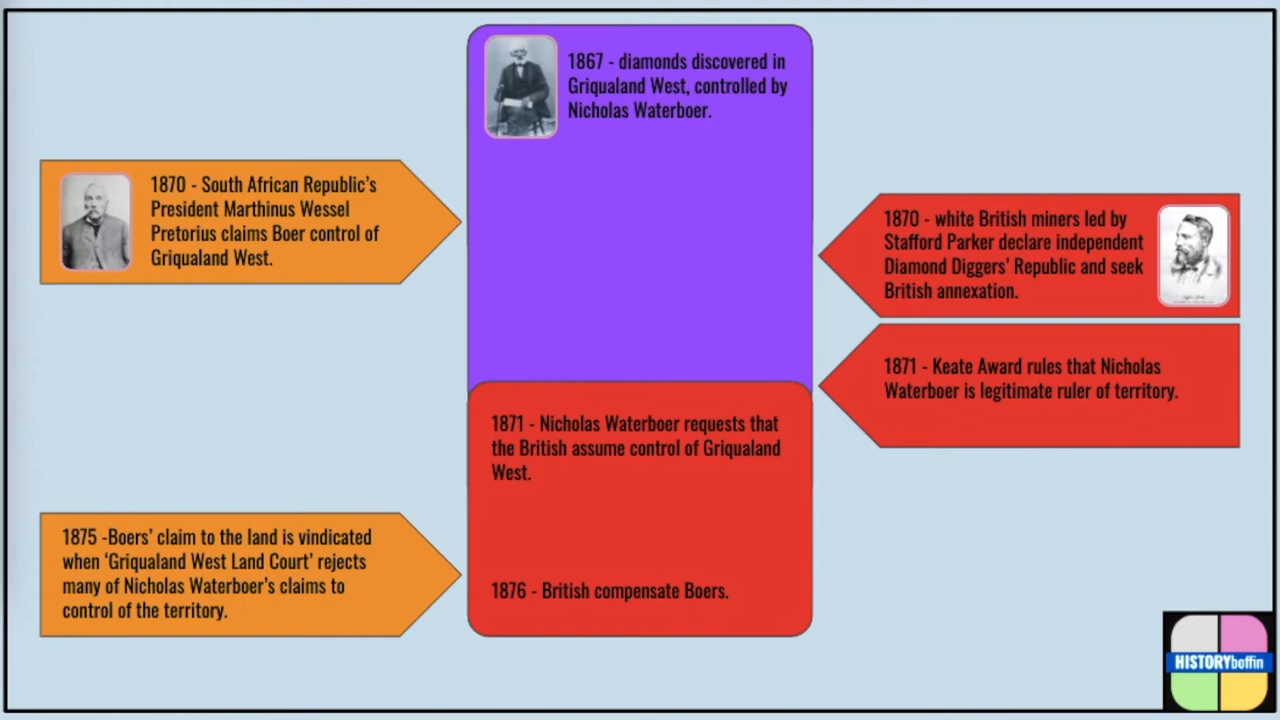 1867 - diamonds discovered in
Griqualand West, controlled by
Nicholas Waterboer.
1870 - South African Republic's
President Marthinus Wessel
Pretorius claims Boer control of
Griqualand West.
1870 - white British miners led by
Stafford Parker declare independent
Diamond Diggers' Republic and seek
British annexation.
1871 - Keate Award rules that Nicholas
Waterboer is legitimate ruler of territory.
1871 - Nicholas Waterboer requests that
the British assume control of Griqualand
West.
1875 -Boers' claim to the land is vindicated
when ‘Griqualand West Land Court’ rejects
many of Nicholas Waterboer's claims to
control of the territory.
1876 - British compensate Boers.
HISTORYboffin